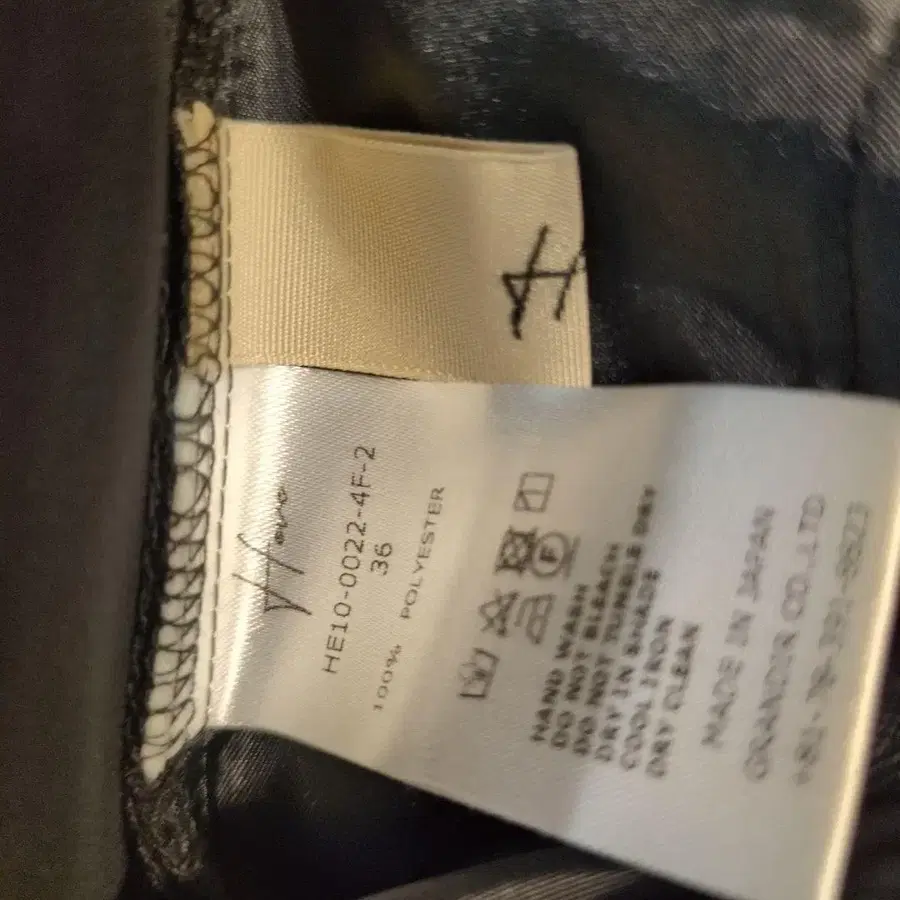 H
HE10-0022-4F-2
36
100% POLYESTER
HAND WASH
DO NOT BLEACH
DO NOT TUMBLE DRY
DRY IN SHADE
COOL IRON
DRY CLEAN
MADE IN JAPAN
GRANDIR CO.,LTD